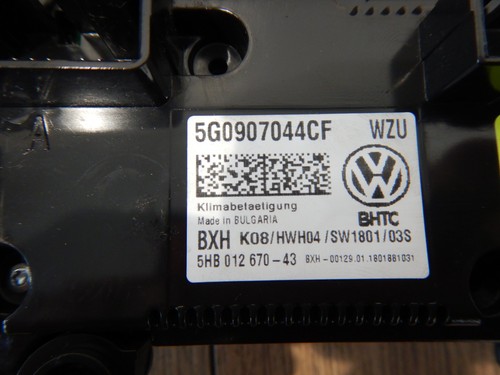 A
5G0907044CF WZU
Klimabetaetigung
Made in BULGARIA
BHTC
BXH K08/HWH04/SW1801/03S
5HB 012 670-43 BXH-00129.01.1801881031